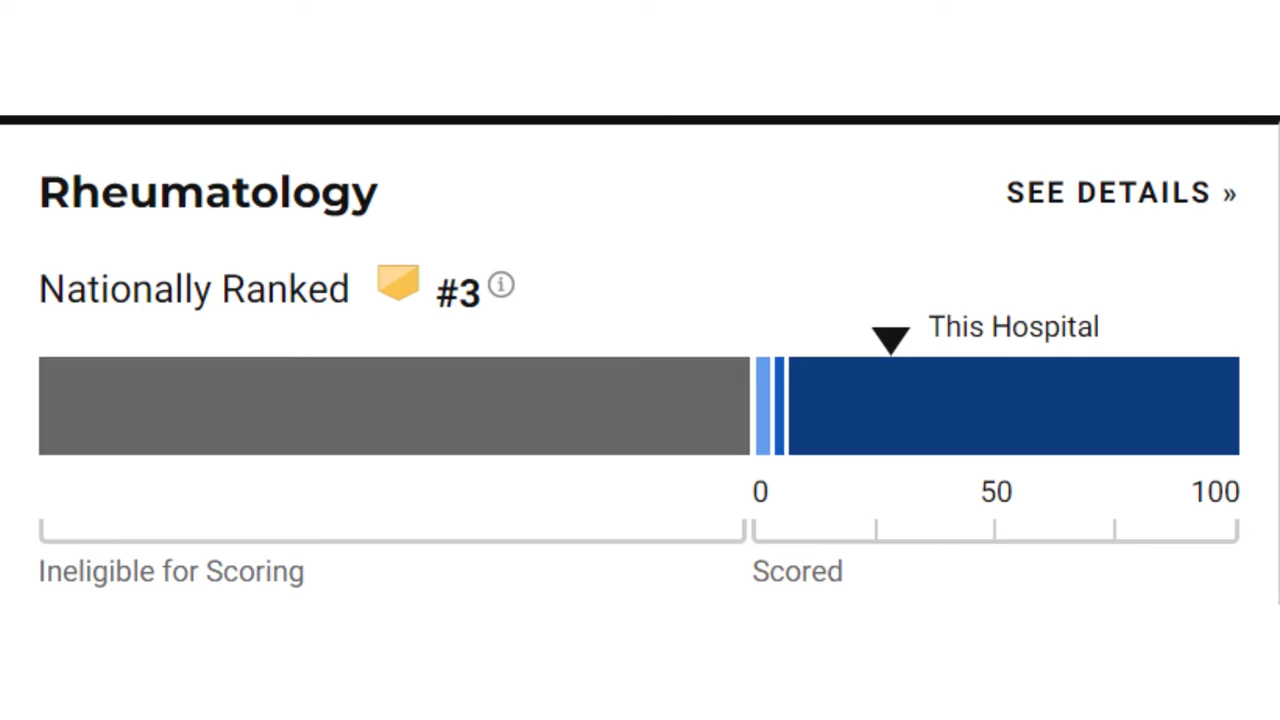 Rheumatology
SEE DETAILS »
Nationally Ranked #3
This Hospital
0 50 100
Ineligible for Scoring
Scored